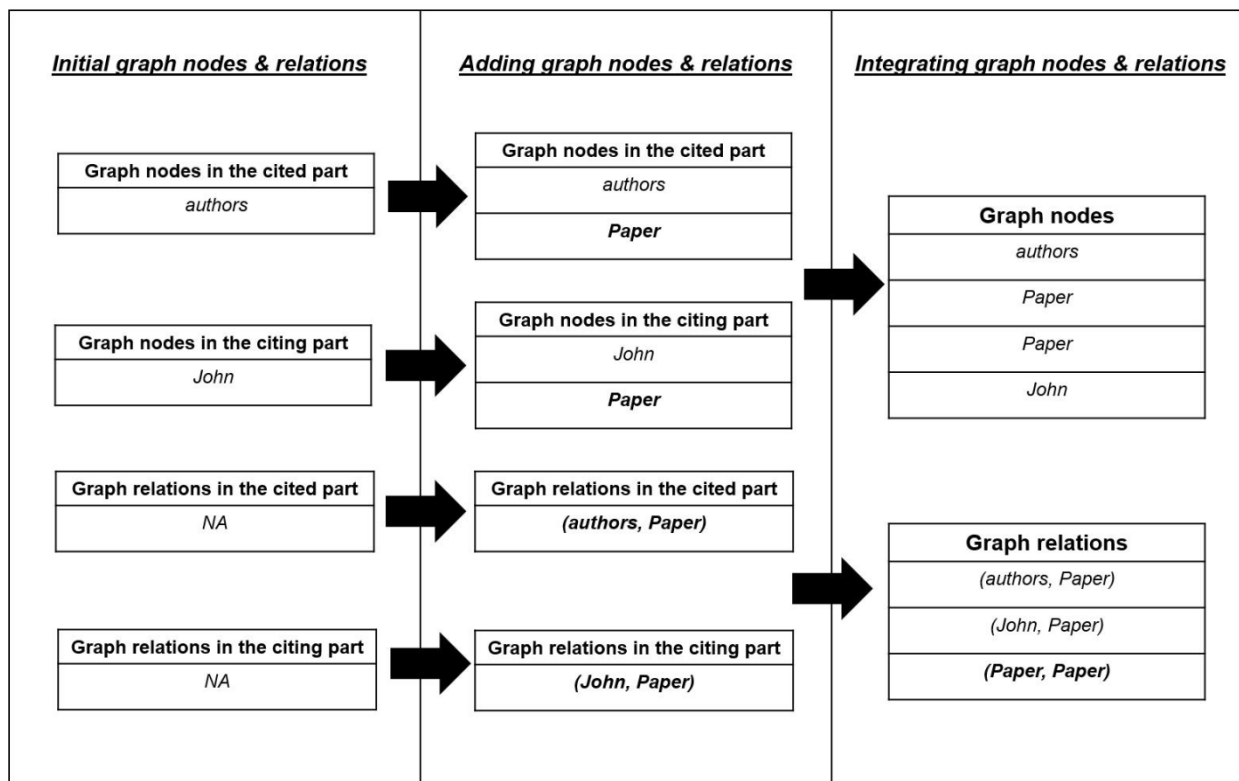 Initial graph nodes & relations
Graph nodes in the cited part
authors
Graph nodes in the citing part
John
Graph relations in the cited part
NA
Graph relations in the citing part
NA
Adding graph nodes & relations
Graph nodes in the cited part
authors
Paper
Graph nodes in the citing part
John
Paper
Graph relations in the cited part
(authors, Paper)
Graph relations in the citing part
(John, Paper)
Integrating graph nodes & relations
Graph nodes
authors
Paper
Paper
John
Graph relations
(authors, Paper)
(John, Paper)
(Paper, Paper)